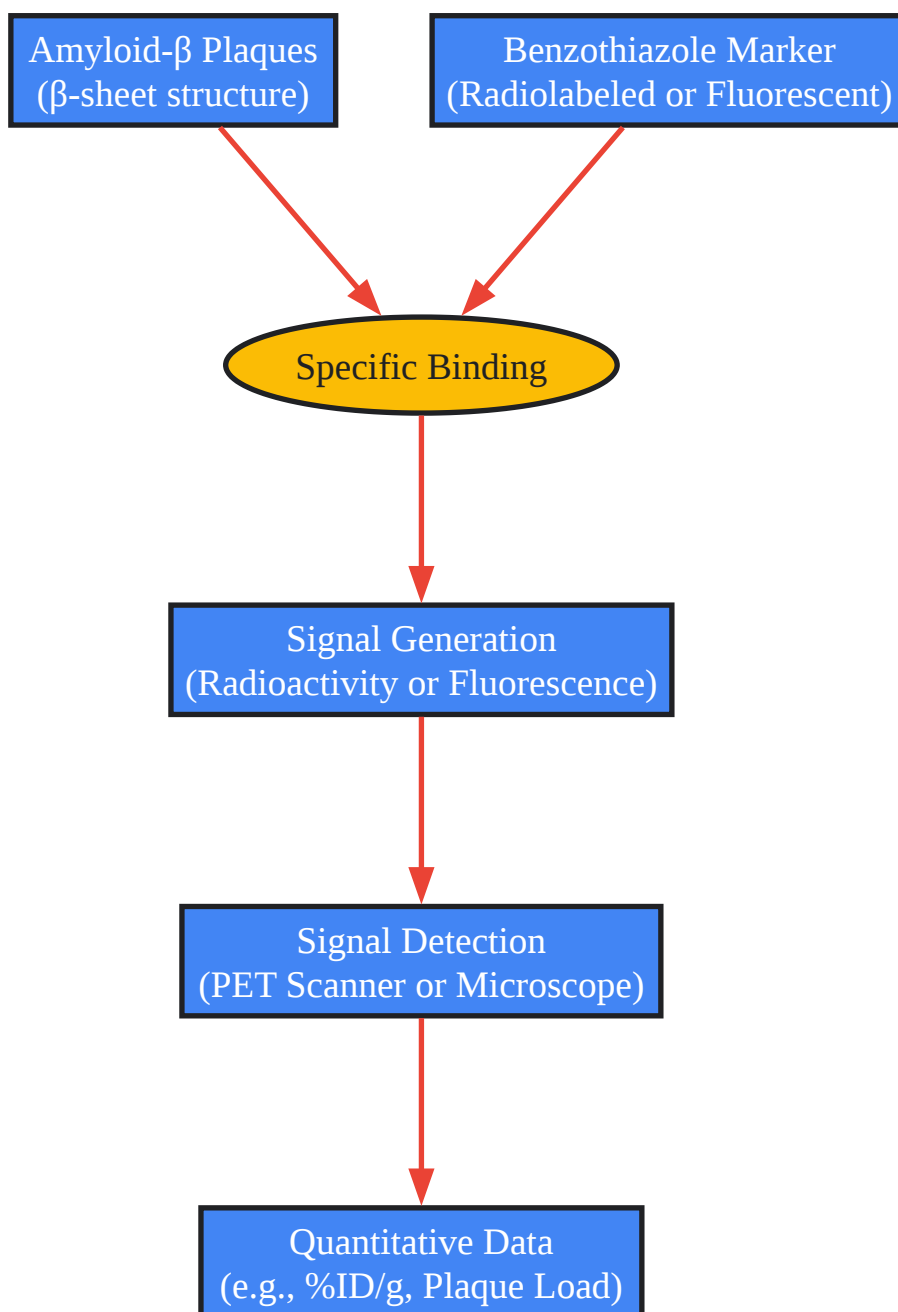 Amyloid-β Plaques
(β-sheet structure)
Benzothiazole Marker
(Radiolabeled or Fluorescent)
Specific Binding
Signal Generation
(Radioactivity or Fluorescence)
Signal Detection
(PET Scanner or Microscope)
Quantitative Data
(e.g., %ID/g, Plaque Load)